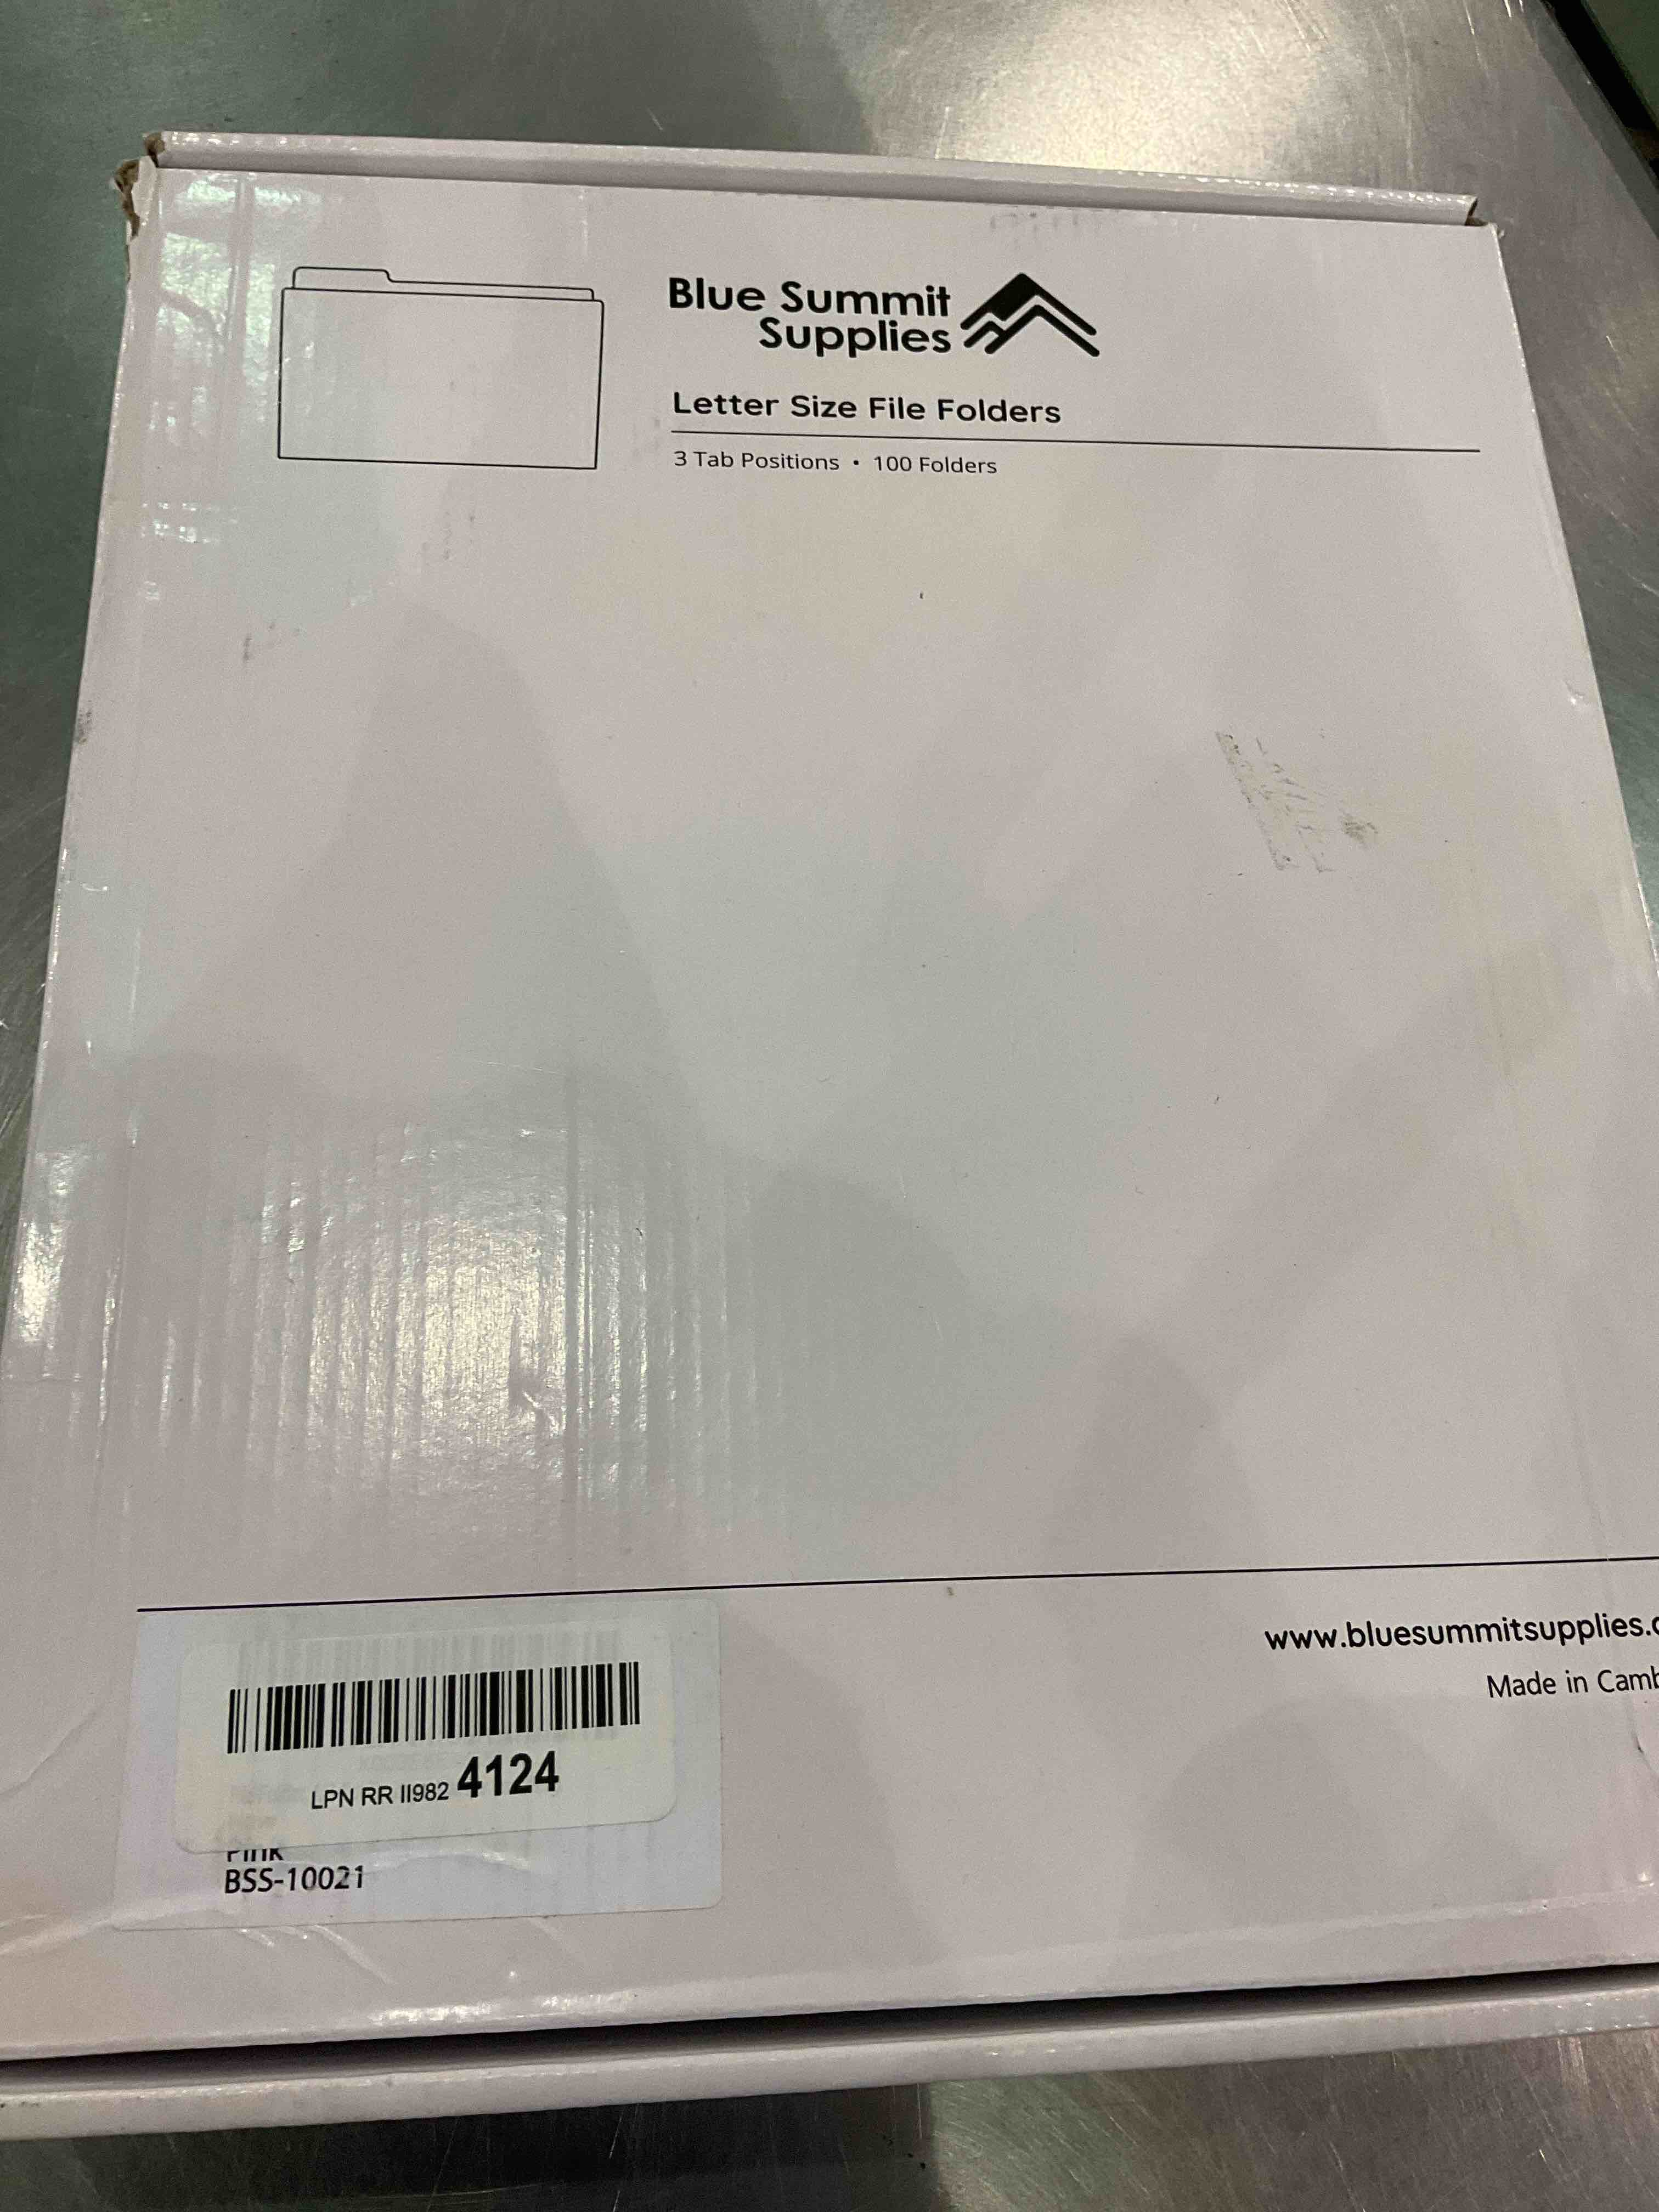 Blue Summit
Supplies
Letter Size File Folders
3 Tab Positions • 100 Folders
www.bluesummitsupplies.c
Made in Camb
LPN RR II982 4124
Pink
BSS-10021